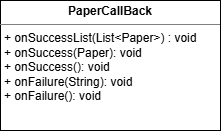 PaperCallBack
+ onSuccessList(List<Paper>) : void
+ onSuccess(Paper): void
+ onSuccess(): void
+ onFailure(String): void
+ onFailure(): void